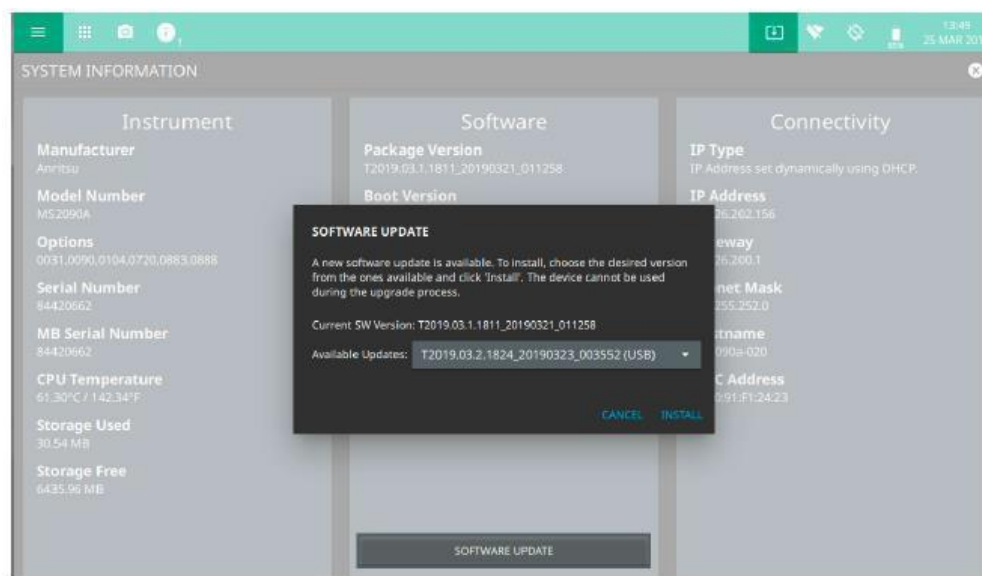 13:49
25 MAR 201
SYSTEM INFORMATION
Instrument
Manufacturer
Anritsu
Model Number
MS2090A
Options
0031,0090,0104,0720,0883,0888
Serial Number
84420662
MB Serial Number
84420662
CPU Temperature
61.30°C / 142.34°F
Storage Used
30.54 MB
Storage Free
6435.96 MB
Software
Package Version
T2019.03.1.1811_20190321_011258
Boot Version
SOFTWARE UPDATE
A new software update is available. To install, choose the desired version
from the ones available and click 'Install'. The device cannot be used
during the upgrade process.
Current SW Version: T2019.03.1.1811_20190321_011258
Available Updates: T2019.03.2.1824_20190323_003552 (USB)
CANCEL INSTALL
SOFTWARE UPDATE
Connectivity
IP Type
IP Address set dynamically using DHCP.
IP Address
26.202.156
eway
26.200.1
net Mask
255.252.0
tname
090a-020
C Address
0:91:F1:24:23